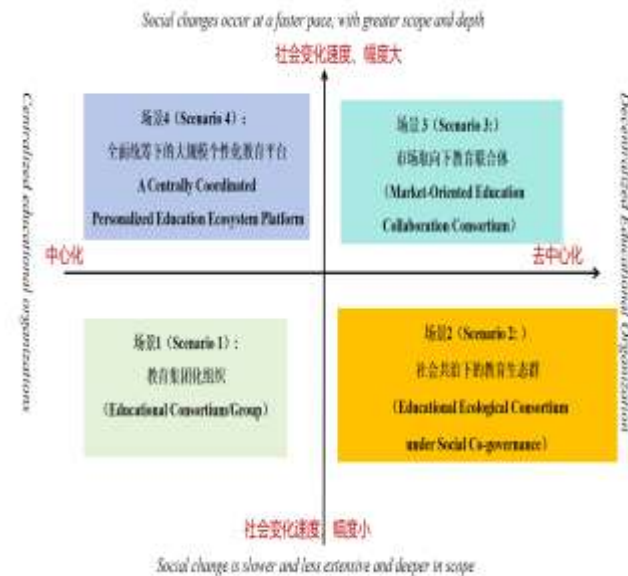 Social changes occur at a faster pace, with greater scope and depth
社会变化速度、幅度大
Centralized educational organizations
Decentralized Educational Organization
场景4（Scenario 4）：
全面统筹下的大规模个性化教育平台
A Centrally Coordinated
Personalized Education Ecosystem Platform
场景3（Scenario 3:）
市场取向下教育联合体
（Market-Oriented Education
Collaboration Consortium）
中心化
去中心化
场景1（Scenario 1）：
教育集团化组织
（Educational Consortium/Group）
场景2（Scenario 2: ）
社会共治下的教育生态群
（Educational Ecological Consortium
under Social Co-governance）
社会变化速度、幅度小
Social change is slower and less extensive and deeper in scope